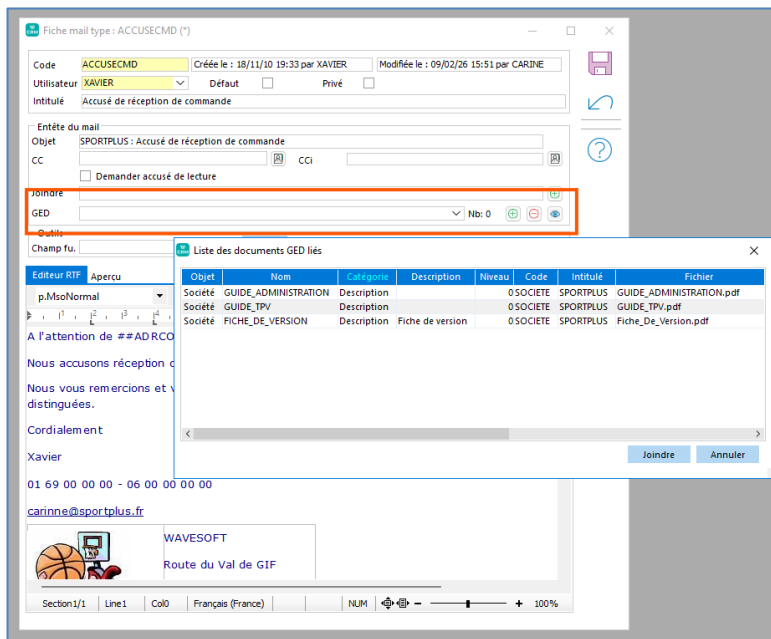 Fiche mail type : ACCUSECMD (*)
Code ACCUSECMD Créée le : 18/11/10 19:33 par XAVIER Modifiée le : 09/02/26 15:51 par CARINE
Utilisateur XAVIER Défaut Privé
Intitulé Accusé de réception de commande
Entête du mail
Objet SPORTPLUS : Accusé de réception de commande
CC CCi
Demander accusé de lecture
Joindre
GED Nb: 0
Outils
Champ fu.
Liste des documents GED liés
Objet Nom Catégorie Description Niveau Code Intitulé Fichier
Société GUIDE_ADMINISTRATION Description 0 SOCIETE SPORTPLUS GUIDE_ADMINISTRATION.pdf
Société GUIDE_TPV Description 0 SOCIETE SPORTPLUS GUIDE_TPV.pdf
Société FICHE_DE_VERSION Description Fiche de version 0 SOCIETE SPORTPLUS Fiche_De_Version.pdf
Joindre Annuler
Editeur RTF Aperçu
p.MsoNormal
1 2 3 4
A l'attention de ##ADRCO
Nous accusons réception
Nous vous remercions et
distinguées.
Cordialement
Xavier
01 69 00 00 00 - 06 00 00 00 00
carinne@sportplus.fr
WAVESOFT
Route du Val de GIF
Section1/1 Line1 Col0 Français (France) NUM 100%